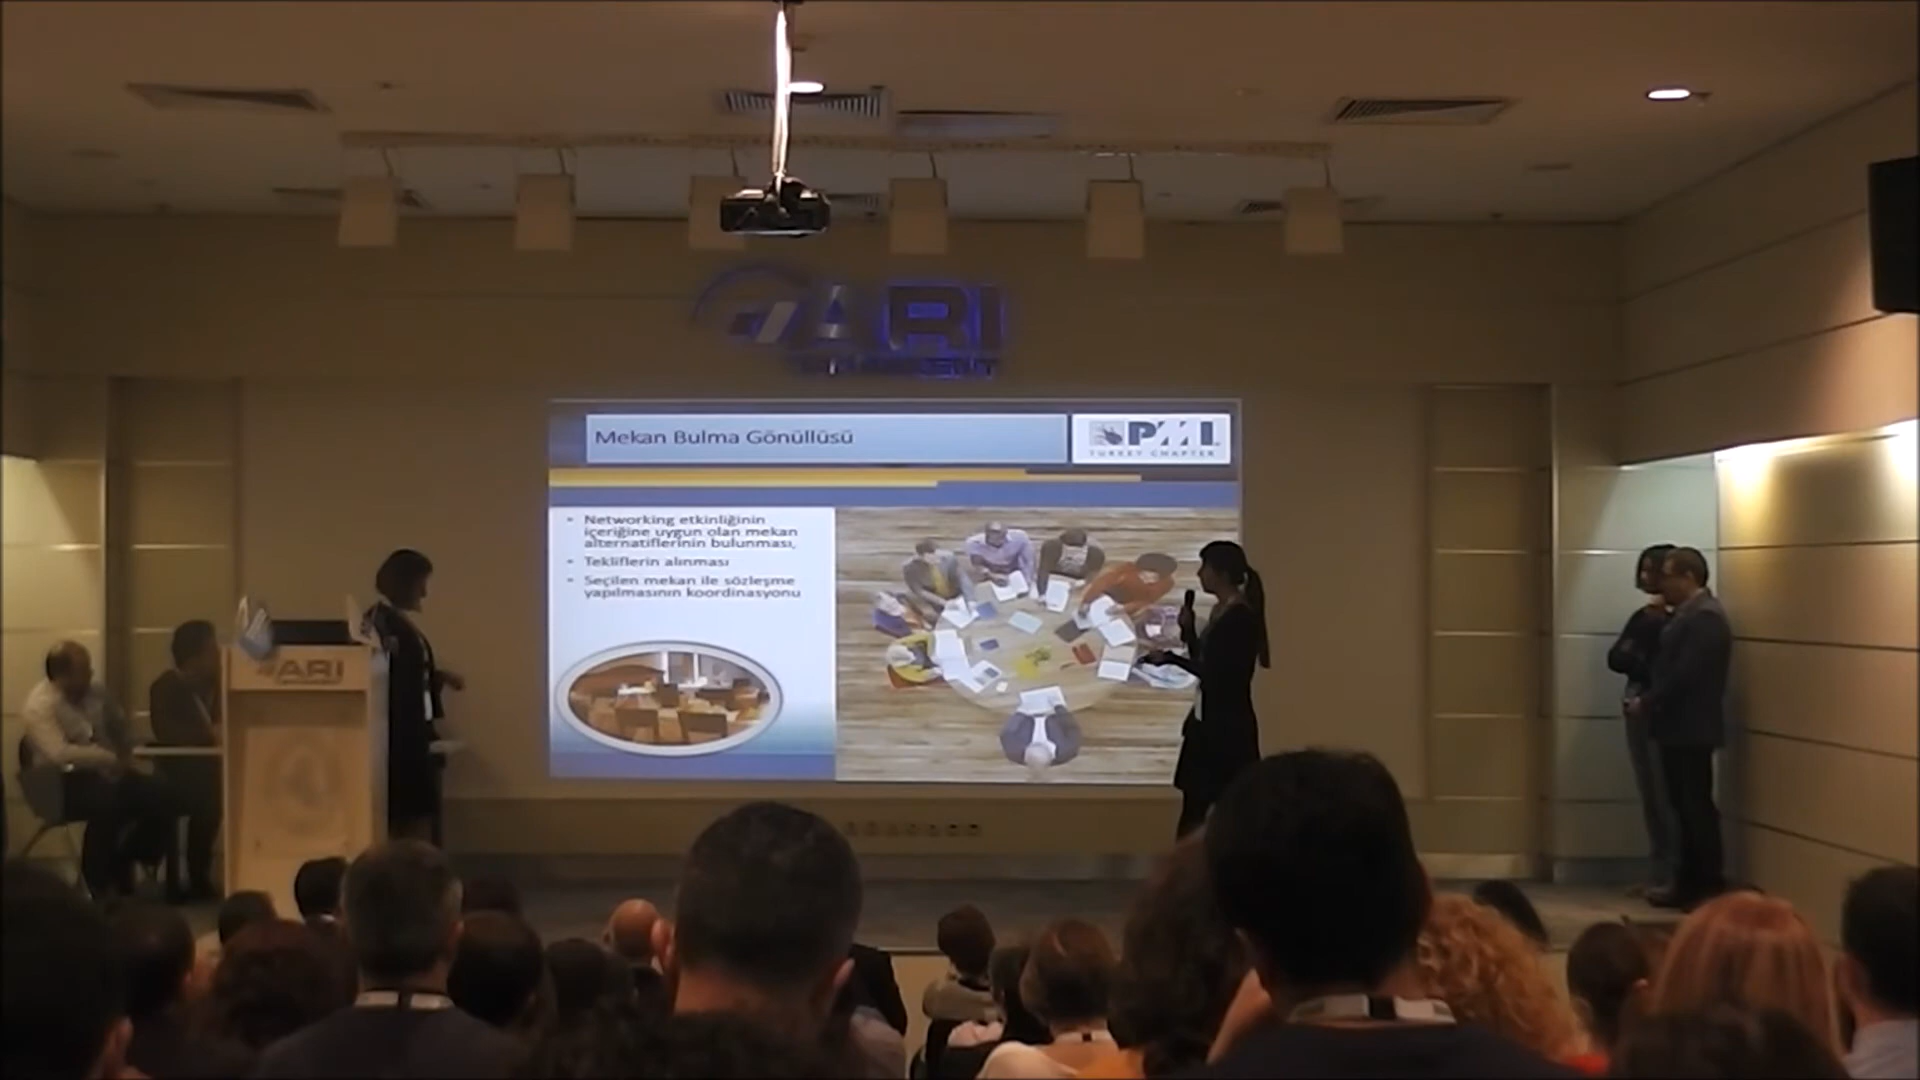 ARI
Mekan Bulma Gönüllüsü
PMI
TURKEY CHAPTER
• Networking etkinliğinin
içeriğine uygun olan mekan
alternatiflerinin bulunması,
• Tekliflerin alınması
• Seçilen mekan ile sözleşme
yapılmasının koordinasyonu
ARI